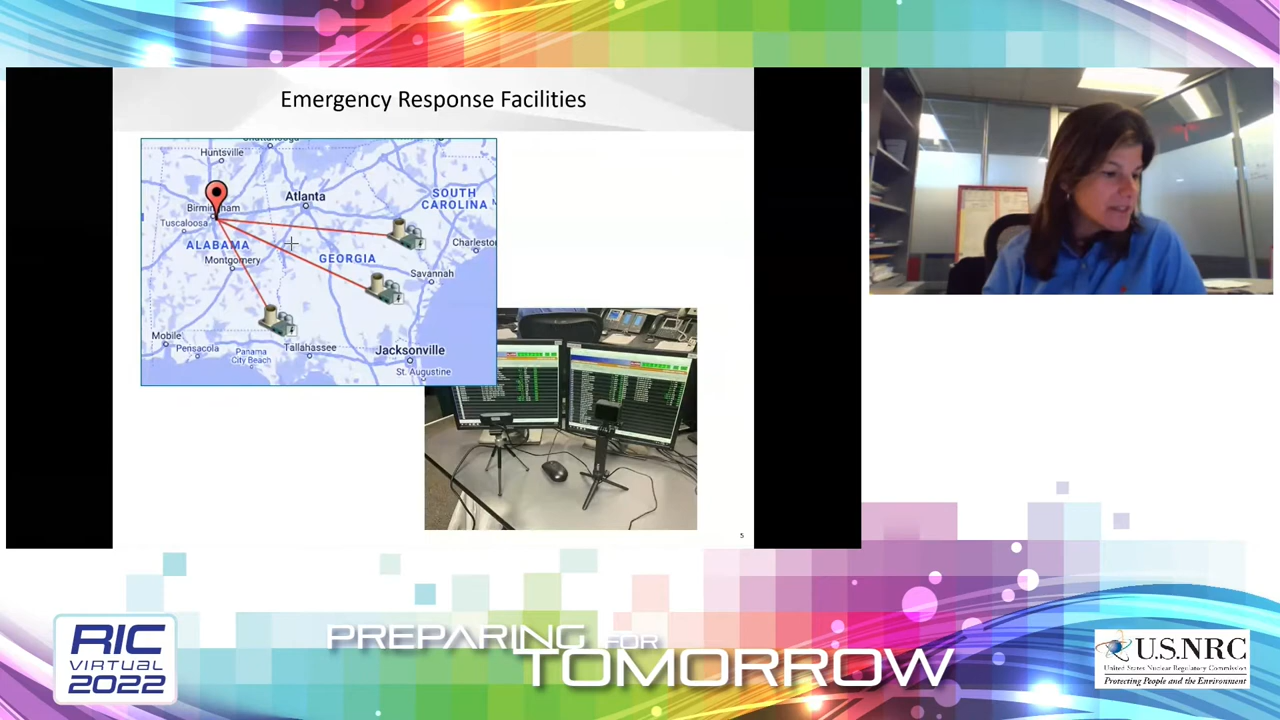 Emergency Response Facilities
Chattanooga
Huntsville
Atlanta
SOUTH
CAROLINA
Birmingham
Tuscaloosa
Charleston
ALABAMA
GEORGIA
Montgomery
Savannah
Mobile
Pensacola
Panama
City Beach
Tallahassee
Jacksonville
St. Augustine
5
RIC
VIRTUAL
2022
PREPARING FOR
TOMORROW
U.S.NRC
United States Nuclear Regulatory Commission
Protecting People and the Environment